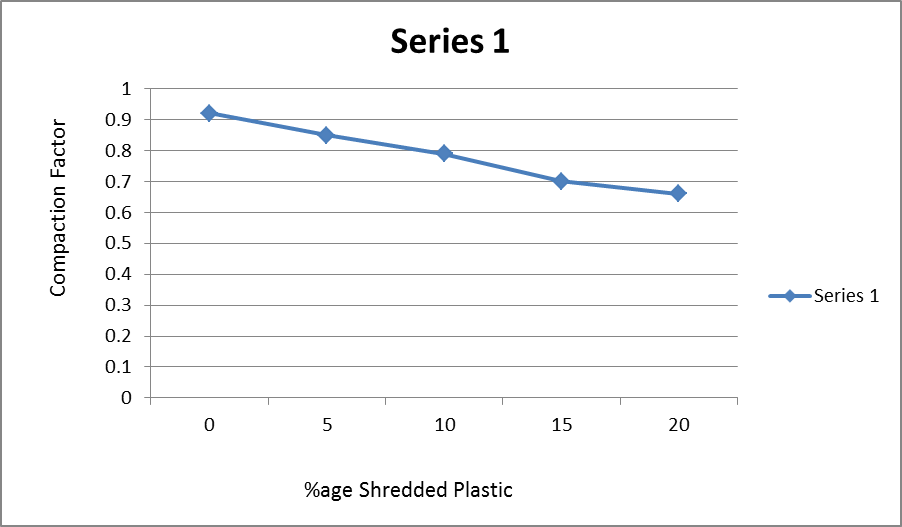 Series 1
Compaction Factor
1
0.9
0.8
0.7
0.6
0.5
0.4
0.3
0.2
0.1
0
0 5 10 15 20
%age Shredded Plastic
Series 1